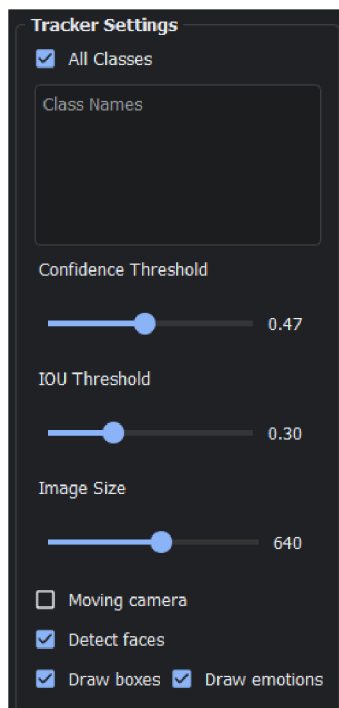 Tracker Settings
All Classes
Class Names
Confidence Threshold
0.47
IOU Threshold
0.30
Image Size
640
Moving camera
Detect faces
Draw boxes Draw emotions